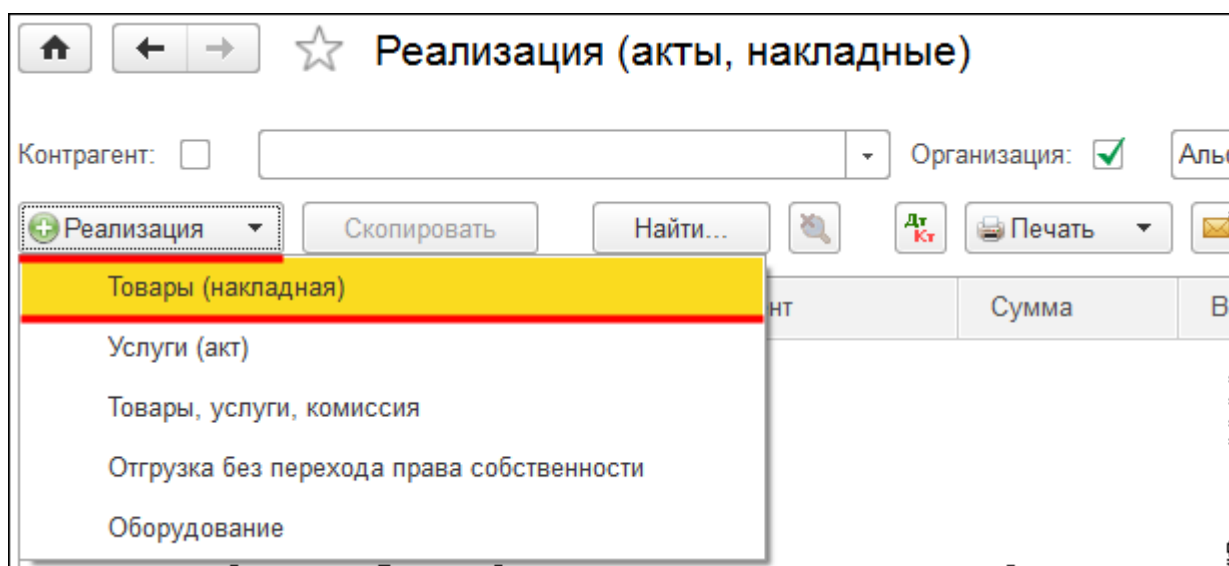 Реализация (акты, накладные)
Контрагент: Организация:
Реализация Скопировать Найти... Дт Кт Печать
Товары (накладная)
Сумма
Услуги (акт)
Товары, услуги, комиссия
Отгрузка без перехода права собственности
Оборудование